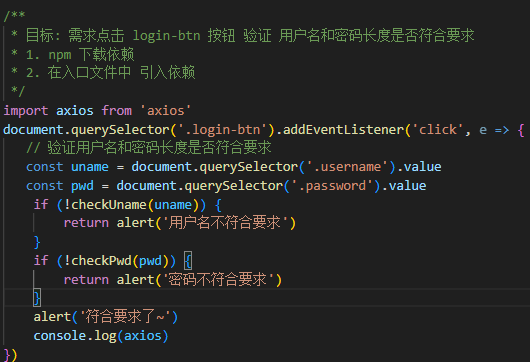 /**
 * 目标: 需求点击 login-btn 按钮 验证 用户名和密码长度是否符合要求
 * 1. npm 下载依赖
 * 2. 在入口文件中 引入依赖
 */
import axios from 'axios'
document.querySelector('.login-btn').addEventListener('click', e => {
    // 验证用户名和密码长度是否符合要求
    const uname = document.querySelector('.username').value
    const pwd = document.querySelector('.password').value
    if (!checkUname(uname)) {
        return alert('用户名不符合要求')
    }
    if (!checkPwd(pwd)) {
        return alert('密码不符合要求')
    }
    alert('符合要求了~')
    console.log(axios)
})